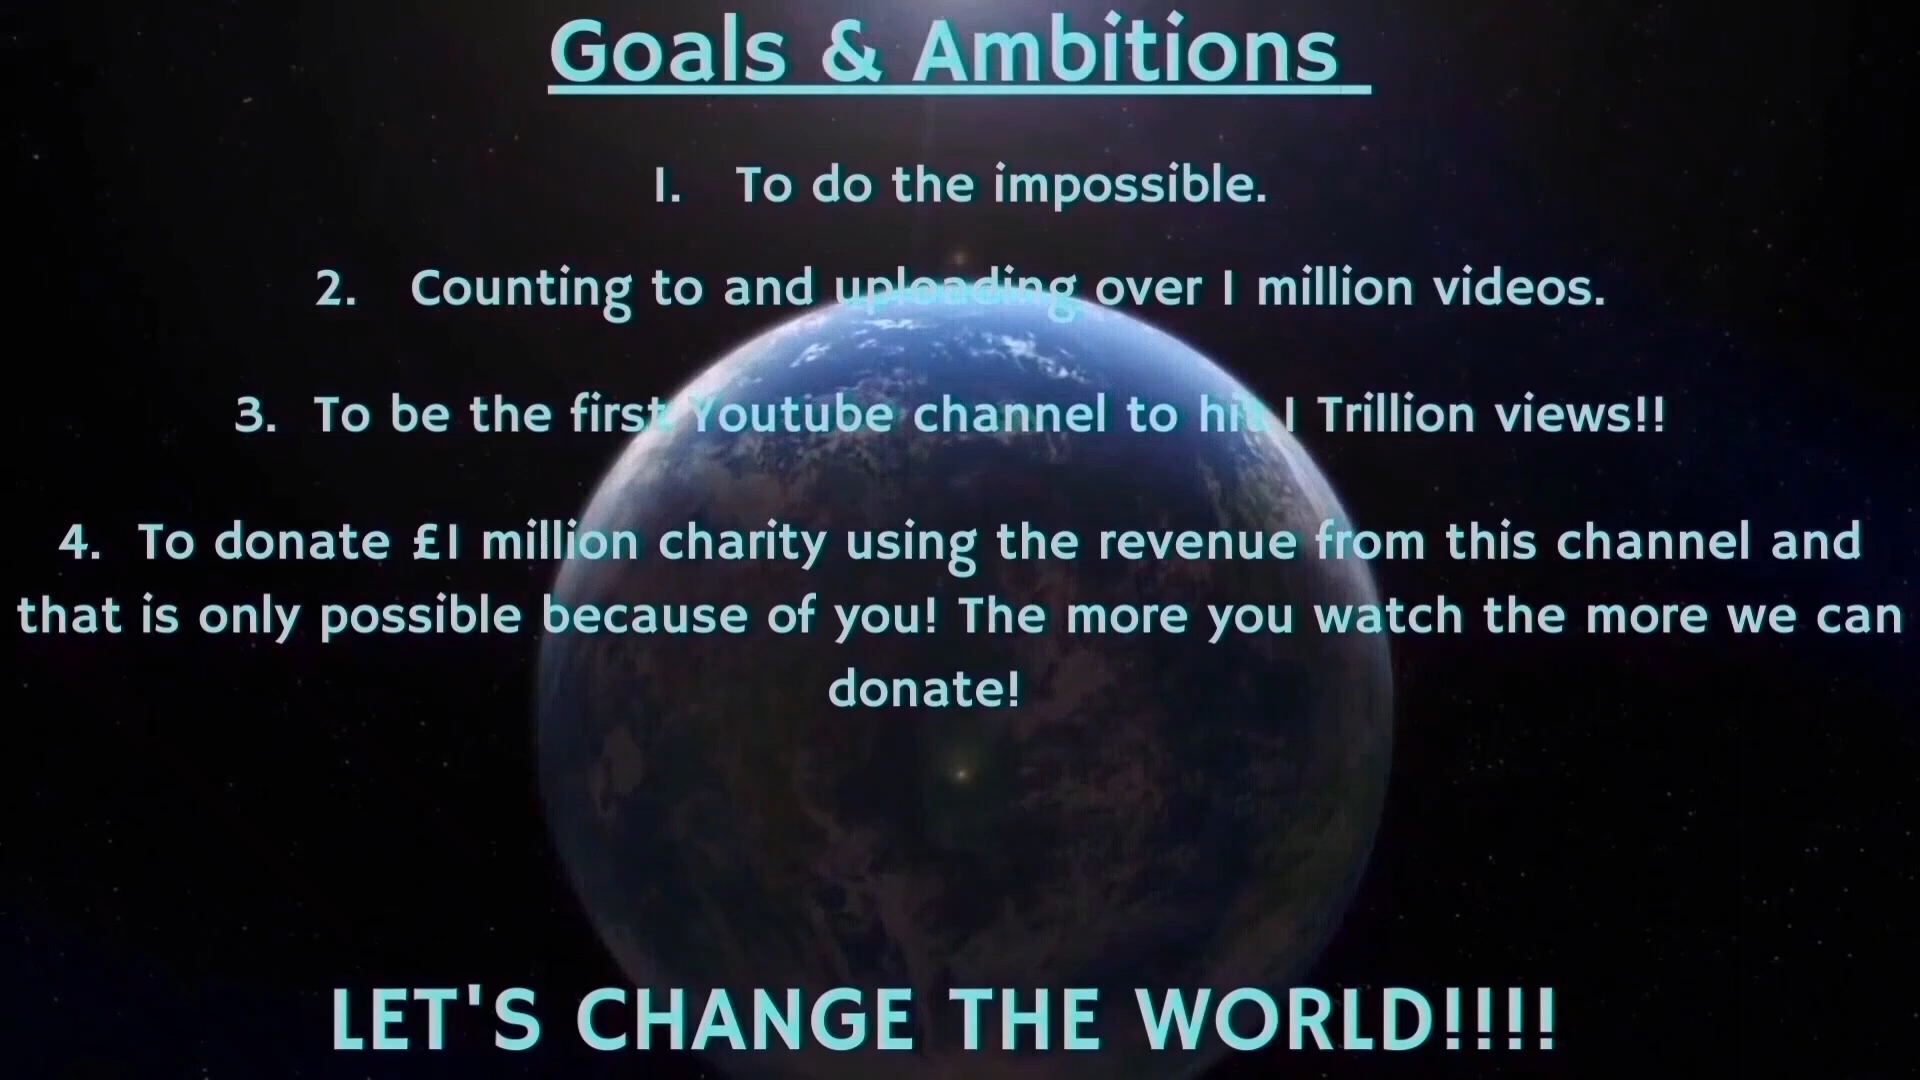 Goals & Ambitions
1. To do the impossible.
2. Counting to and uploading over 1 million videos.
3. To be the first Youtube channel to hit 1 Trillion views!!
4. To donate £1 million charity using the revenue from this channel and
that is only possible because of you! The more you watch the more we can
donate!
LET'S CHANGE THE WORLD!!!!